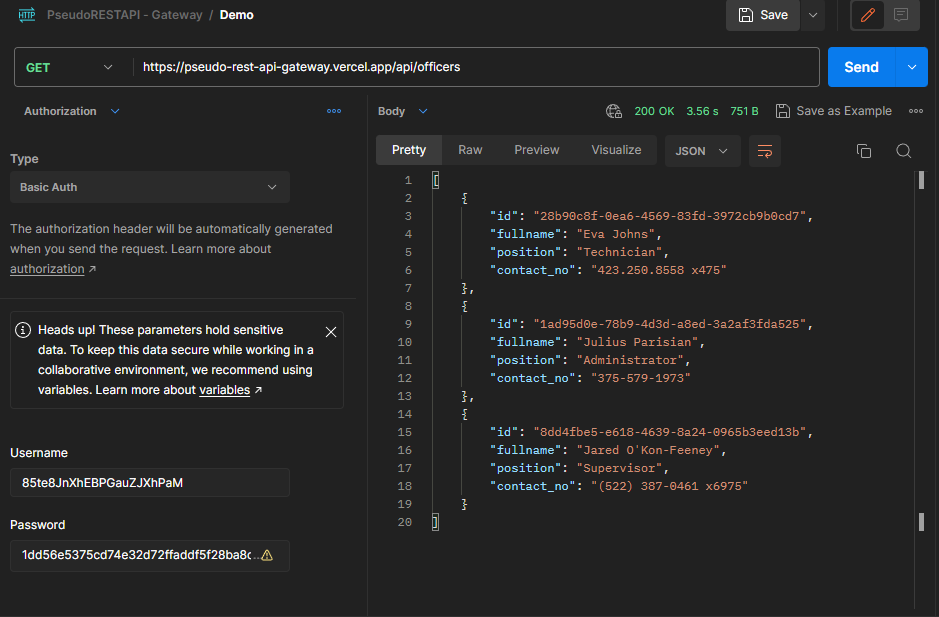 HTTP PseudoRESTAPI - Gateway / Demo
Save
GET https://pseudo-rest-api-gateway.vercel.app/api/officers
Send
Authorization
Type
Basic Auth
The authorization header will be automatically generated
when you send the request. Learn more about
authorization ↗
Heads up! These parameters hold sensitive
data. To keep this data secure while working in a
collaborative environment, we recommend using
variables. Learn more about variables ↗
Username
85te8JnXhEBPGauZJXhPaM
Password
1dd56e5375cd74e32d72ffaddf5f28ba8c...
Body
200 OK 3.56 s 751 B Save as Example
Pretty Raw Preview Visualize JSON
1 [
2 {
3 "id": "28b90c8f-0ea6-4569-83fd-3972cb9b0cd7",
4 "fullname": "Eva Johns",
5 "position": "Technician",
6 "contact_no": "423.250.8558 x475"
7 },
8 {
9 "id": "1ad95d0e-78b9-4d3d-a8ed-3a2af3fda525",
10 "fullname": "Julius Parisian",
11 "position": "Administrator",
12 "contact_no": "375-579-1973"
13 },
14 {
15 "id": "8dd4fbe5-e618-4639-8a24-0965b3eed13b",
16 "fullname": "Jared O'Kon-Feeney",
17 "position": "Supervisor",
18 "contact_no": "(522) 387-0461 x6975"
19 }
20 ]